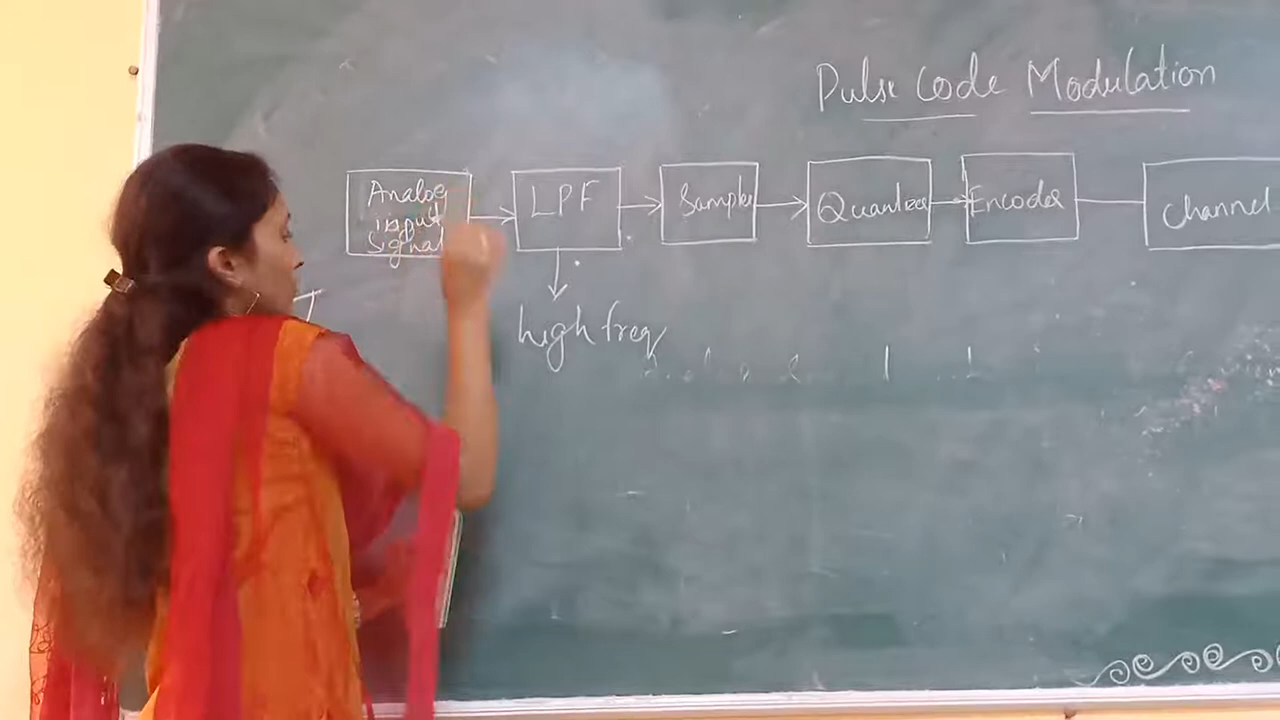 Pulse Code Modulation
Analog
input
signal
LPF
Sampler
Quantizer
Encoder
Channel
high freq